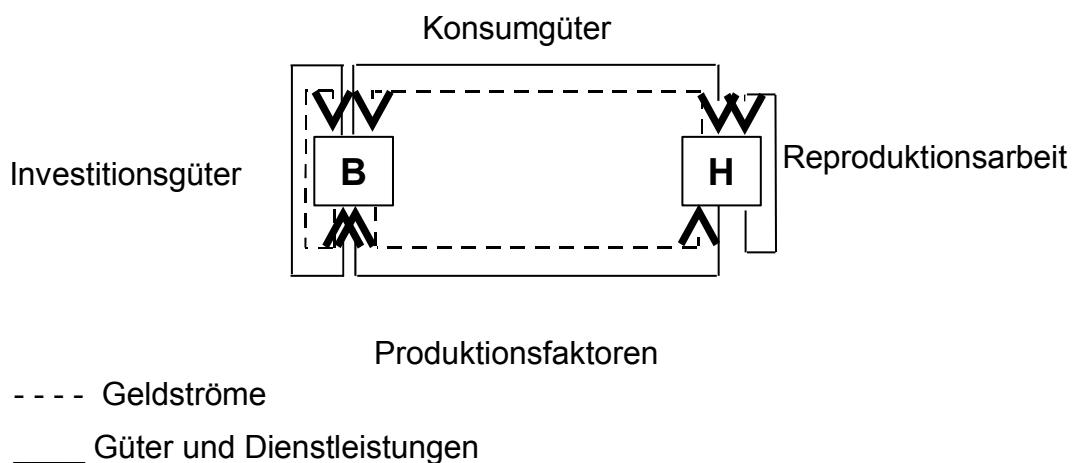 Konsumgüter
Investitionsgüter
B
H
Reproduktionsarbeit
Produktionsfaktoren
- - - - Geldströme
____ Güter und Dienstleistungen